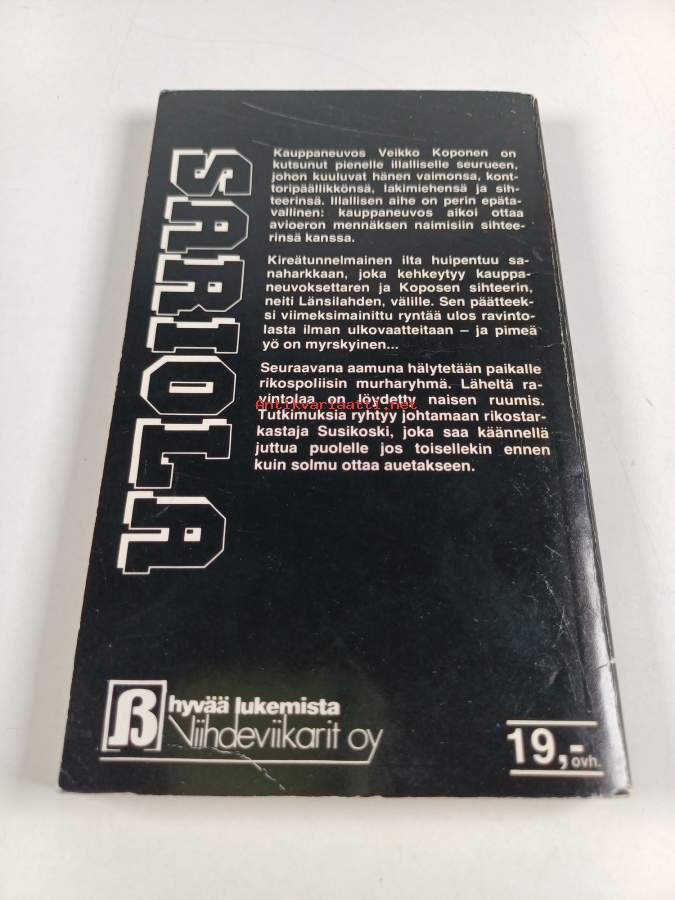 SARIOLA
Kauppaneuvos Veikko Koponen on
kutsunut pienelle illalliselle seurueen,
johon kuuluvat hänen vaimonsa, kont-
toripäällikkönsä, lakimiehensä ja sih-
teerinsä. Illallisen aihe on perin epäta-
vallinen: kauppaneuvos aikoi ottaa
avioeron mennäksen naimisiin sihtee-
rinsä kanssa.
Kireätunnelmainen ilta huipentuu sa-
naharkkaan, joka kehkeytyy kauppa-
neuvoksettaren ja Koposen sihteerin,
neiti Länsilahden, välille. Sen päätteek-
si viimeksimainittu ryntää ulos ravinto-
lasta ilman ulkovaatteitaan – ja pimeä
yö on myrskyinen...
Seuraavana aamuna hälytetään paikalle
rikospoliisin murharyhmä. Läheltä ra-
vintolaa on löydetty naisen ruumis.
Antikvariaatti.net
Tutkimuksia ryhtyy johtamaan rikostar-
kastaja Susikoski, joka saa käännellä
juttua puolelle jos toisellekin ennen
kuin solmu ottaa auetakseen.
hyvää lukemista
Viihdeviikarit oy
19,-
ovh.